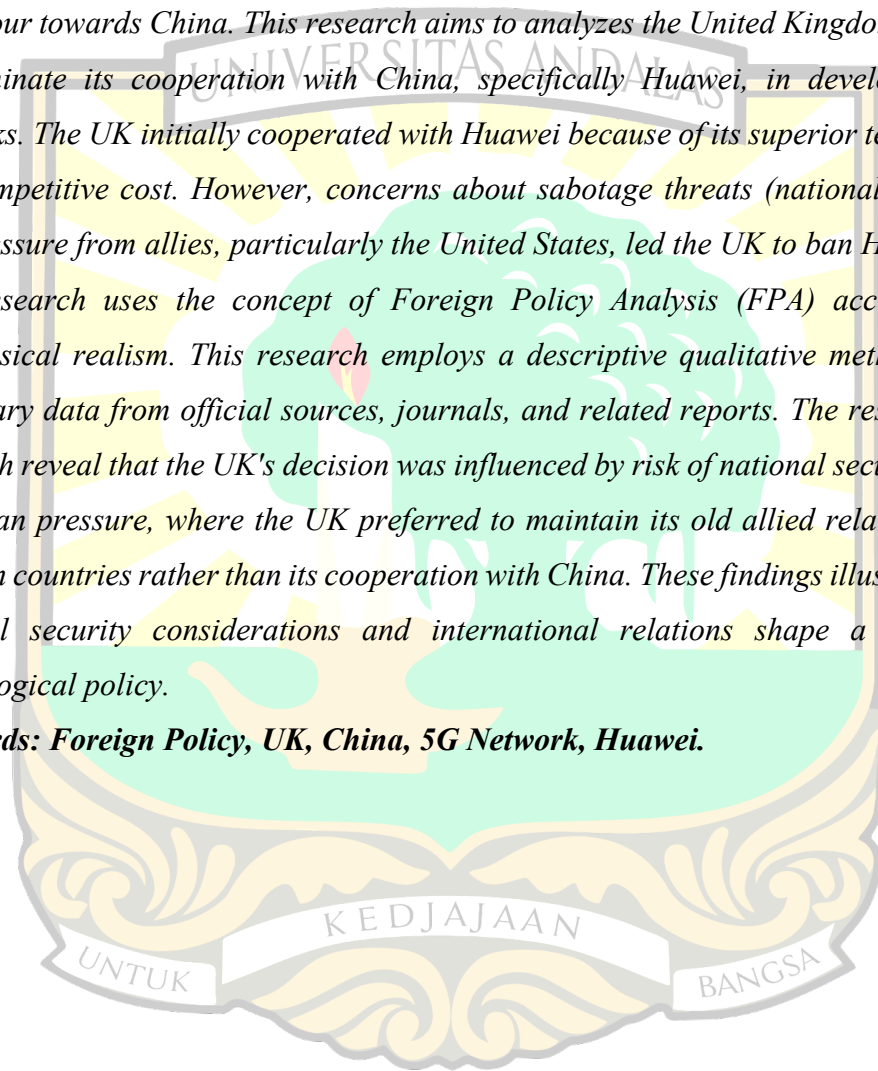 our towards China. This research aims to analyzes the United Kingdo
UNIVERSITAS ANDALAS
inate its cooperation with China, specifically Huawei, in develo
ks. The UK initially cooperated with Huawei because of its superior te
mpetitive cost. However, concerns about sabotage threats (national
ssure from allies, particularly the United States, led the UK to ban H
esearch uses the concept of Foreign Policy Analysis (FPA) acc
sical realism. This research employs a descriptive qualitative meth
ary data from official sources, journals, and related reports. The res
h reveal that the UK's decision was influenced by risk of national sect
an pressure, where the UK preferred to maintain its old allied rela
n countries rather than its cooperation with China. These findings illus
l security considerations and international relations shape a
ogical policy.
rds: Foreign Policy, UK, China, 5G Network, Huawei.
KEDJAJAAN
UNTUK
BANGSA